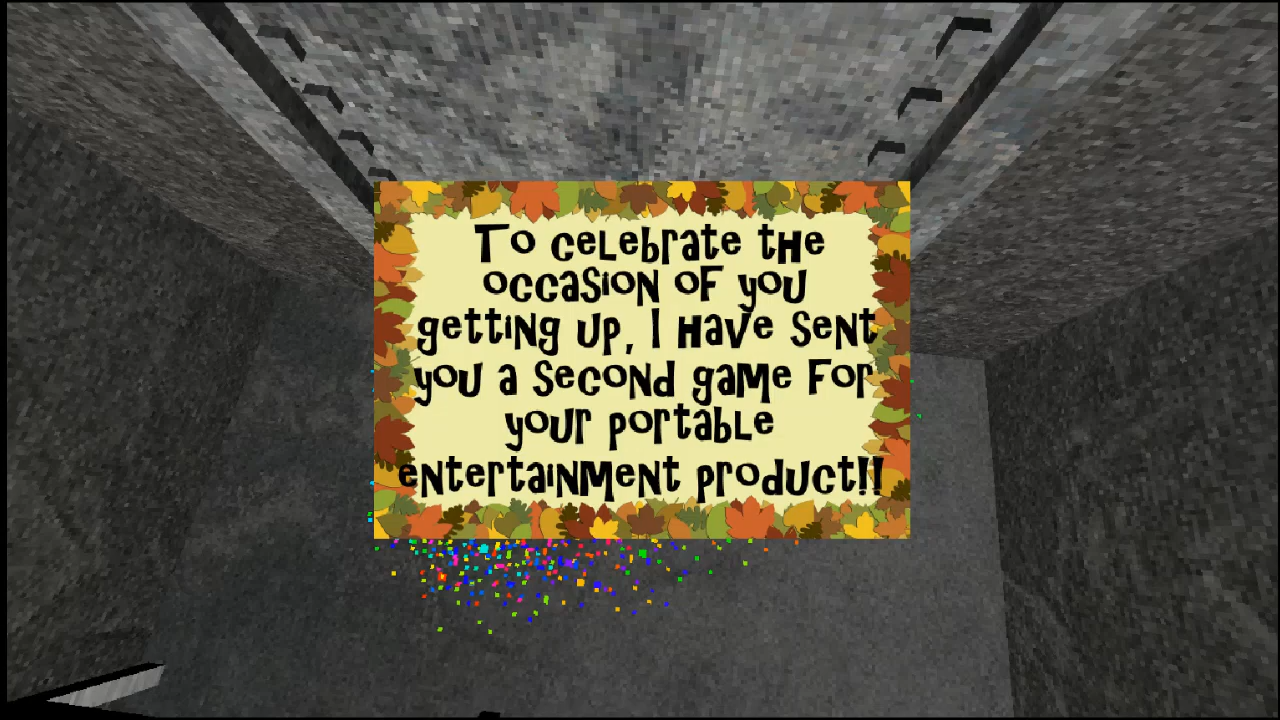 To celebrate the
occasion of you
getting up, I have sent
you a second game for
your portable
entertainment product!!